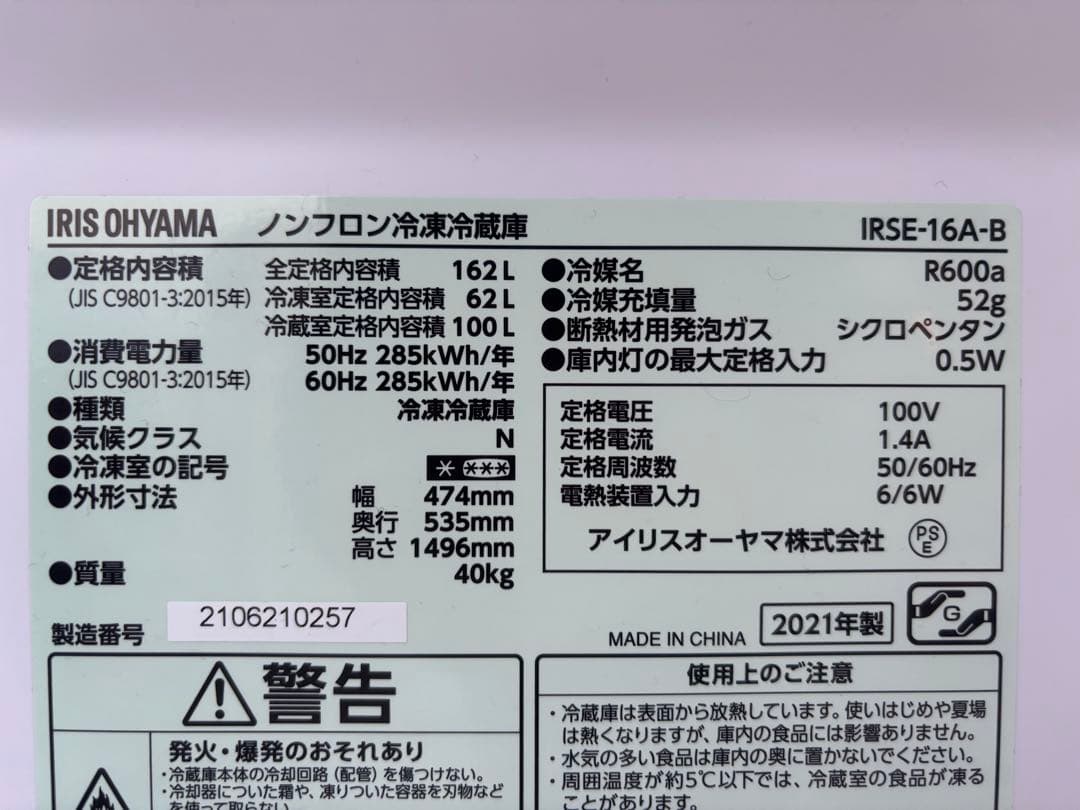 IRIS OHYAMA ノンフロン冷凍冷蔵庫 IRSE-16A-B
●定格内容積 全定格内容積 162 L
(JIS C9801-3:2015年) 冷凍室定格内容積 62 L
冷蔵室定格内容積 100 L
●消費電力量 50Hz 285kWh/年
(JIS C9801-3:2015年) 60Hz 285kWh/年
●種類 冷凍冷蔵庫
●気候クラス N
●冷凍室の記号 * ***
●外形寸法 幅 474mm
奥行 535mm
高さ 1496mm
●質量 40kg
製造番号 2106210257
●冷媒名 R600a
●冷媒充填量 52g
●断熱材用発泡ガス シクロペンタン
●庫内灯の最大定格入力 0.5W
定格電圧 100V
定格電流 1.4A
定格周波数 50/60Hz
電熱装置入力 6/6W
アイリスオーヤマ株式会社 PSE
MADE IN CHINA 2021年製 G
警告
発火・爆発のおそれあり
・冷蔵庫本体の冷却回路(配管)を傷つけない。
・冷却器についた霜や、凍りついた容器を刃物など
を使って取らない。
使用上のご注意
・冷蔵庫は表面から放熱しています。使いはじめや夏場
は熱くなりますが、庫内の食品には影響ありません。
・水気の多い食品は庫内の奥に置かないでください。
・周囲温度が約5℃以下では、冷蔵室の食品が凍る
ことがあります。